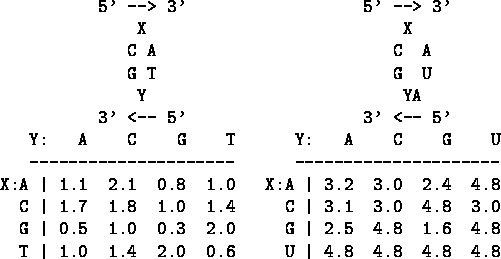 5' --> 3'
X
C A
G T
Y
3' <-- 5'
Y: A C G T
---------------------
X:A | 1.1 2.1 0.8 1.0
C | 1.7 1.8 1.0 1.4
G | 0.5 1.0 0.3 2.0
T | 1.0 1.4 2.0 0.6
5' --> 3'
X
C A
G U
YA
3' <-- 5'
Y: A C G U
---------------------
X:A | 3.2 3.0 2.4 4.8
C | 3.1 3.0 4.8 3.0
G | 2.5 4.8 1.6 4.8
U | 4.8 4.8 4.8 4.8